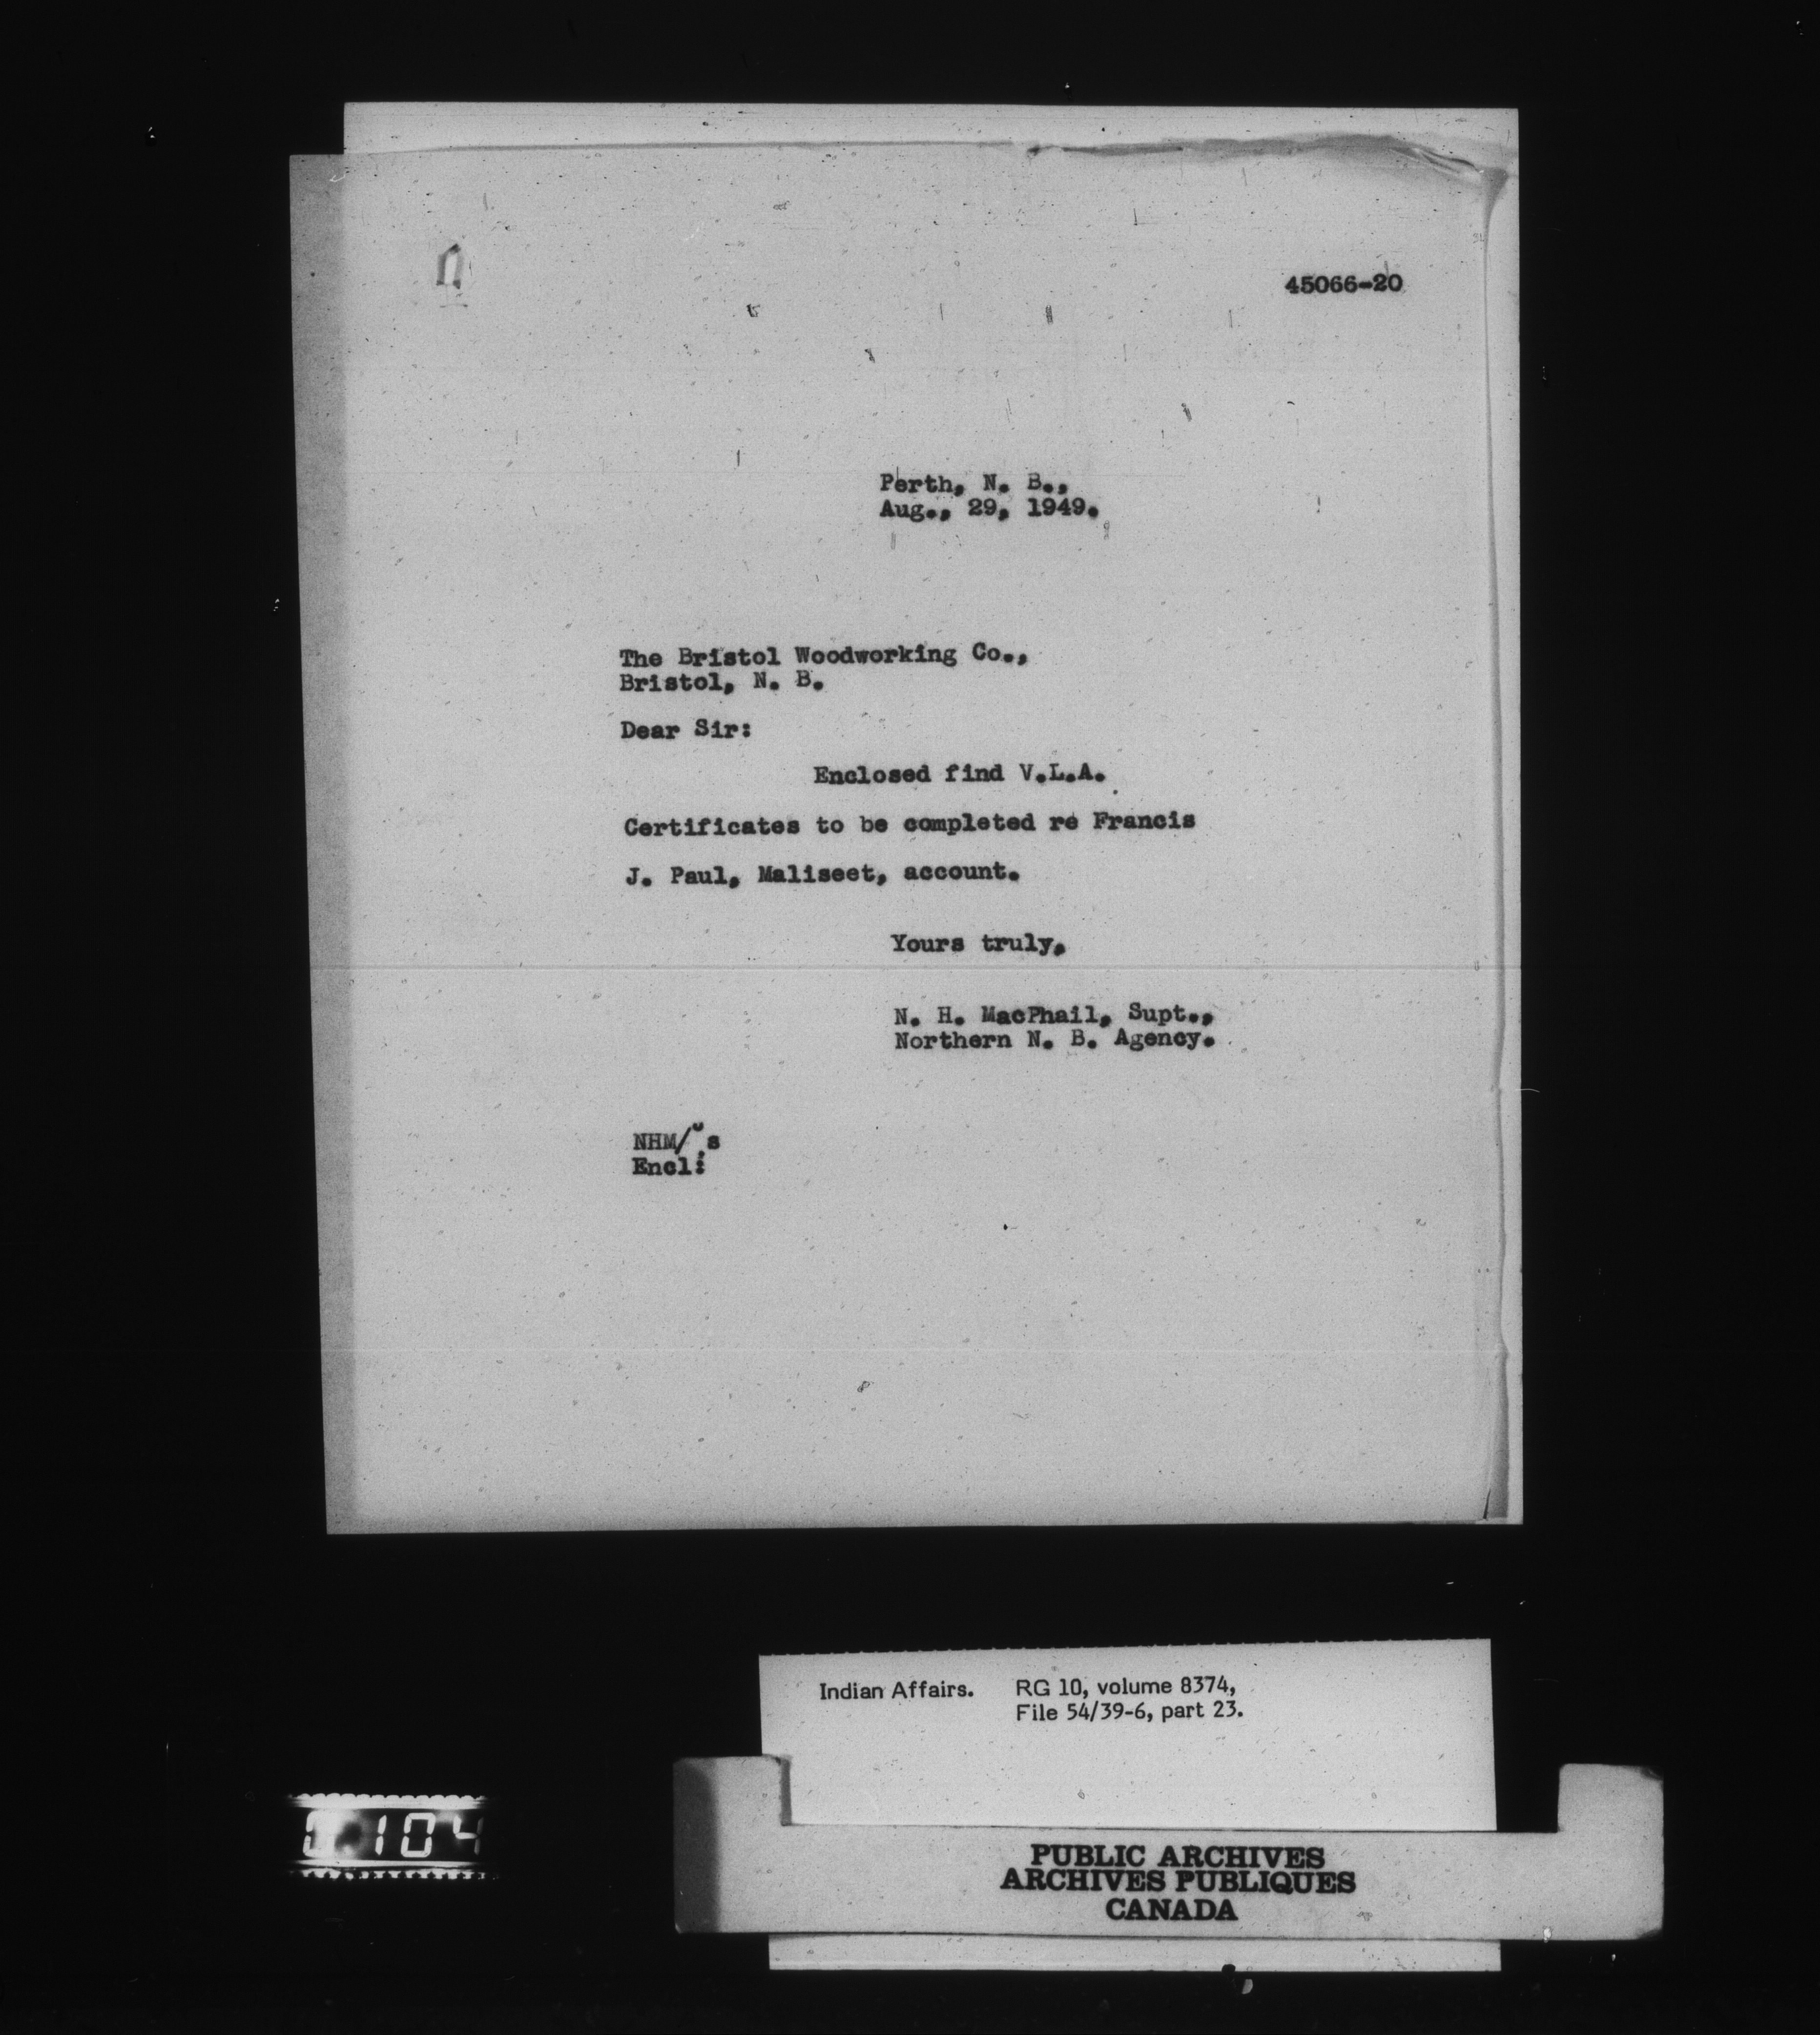 45066-20
Perth, N. B.,
Aug., 29, 1949.
The Bristol Woodworking Co.,
Bristol, N. B.
Dear Sir:
Enclosed find V.L.A.
Certificates to be completed re Francis
J. Paul, Maliseet, account.
Yours truly,
N. H. MacPhail, Supt.,
Northern N. B. Agency.
NHM/ s
Encl:
Indian Affairs. RG 10, volume 8374,
File 54/39-6, part 23.
104
PUBLIC ARCHIVES
ARCHIVES PUBLIQUES
CANADA